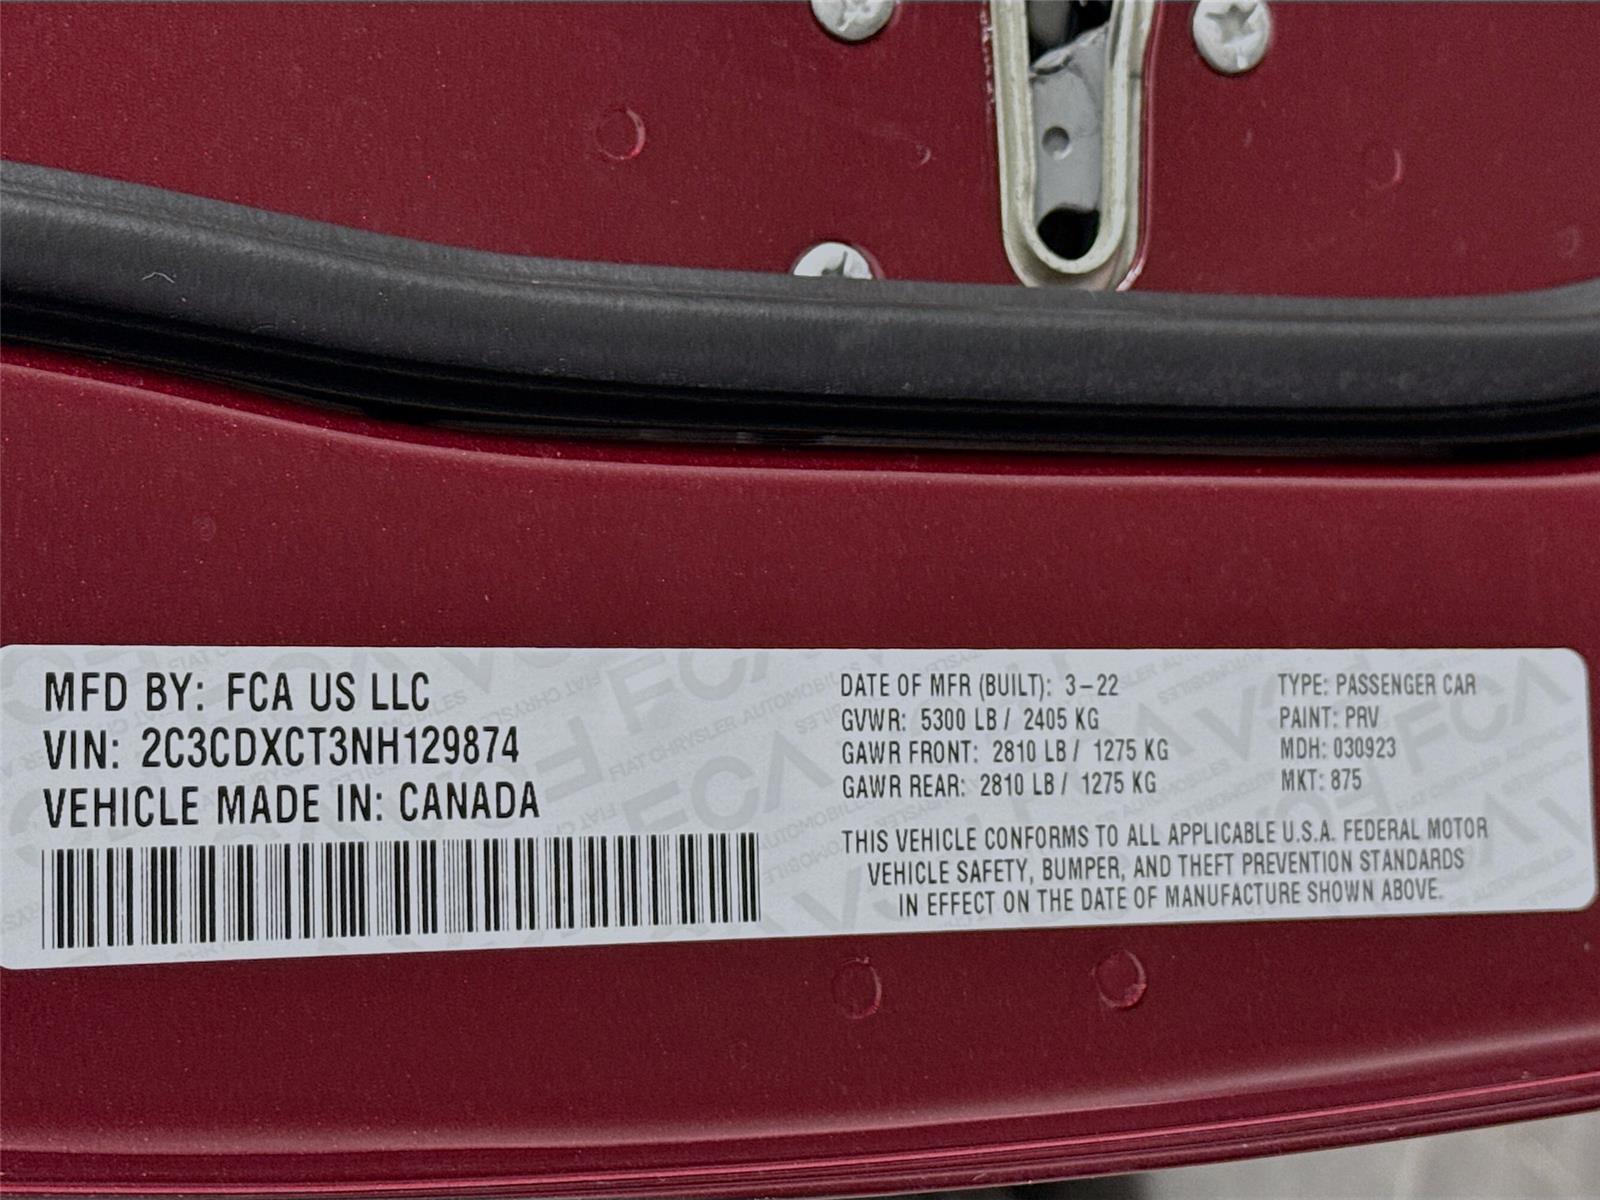 MFD BY: FCA US LLC
VIN: 2C3CDXCT3NH129874
VEHICLE MADE IN: CANADA
DATE OF MFR (BUILT): 3-22
GVWR: 5300 LB / 2405 KG
GAWR FRONT: 2810 LB / 1275 KG
GAWR REAR: 2810 LB / 1275 KG
TYPE: PASSENGER CAR
PAINT: PRV
MDH: 030923
MKT: 875
THIS VEHICLE CONFORMS TO ALL APPLICABLE U.S.A. FEDERAL MOTOR
VEHICLE SAFETY, BUMPER, AND THEFT PREVENTION STANDARDS
IN EFFECT ON THE DATE OF MANUFACTURE SHOWN ABOVE.